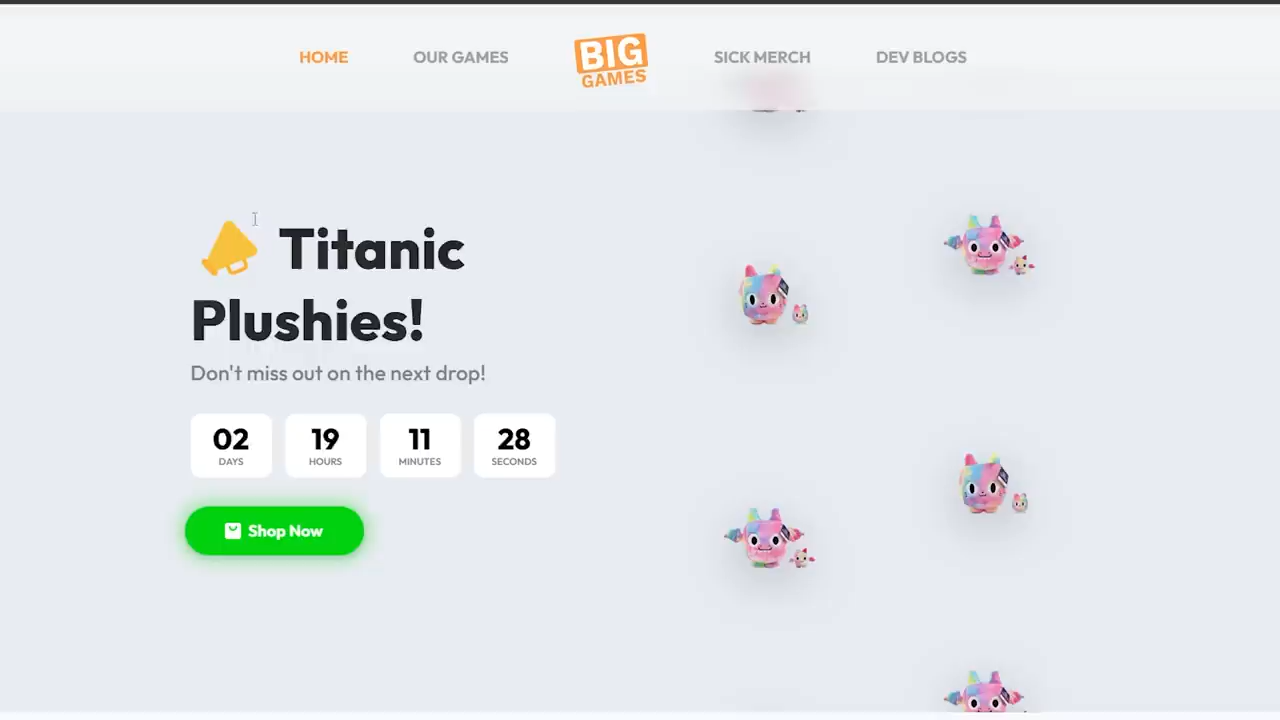 HOME
OUR GAMES
BIG
GAMES
SICK MERCH
DEV BLOGS
Titanic
Plushies!
Don't miss out on the next drop!
02
DAYS
19
HOURS
11
MINUTES
28
SECONDS
Shop Now